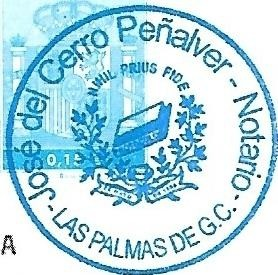 José del Cerro Peñalver - Notario -
NIHIL PRIUS FIDE
0.15
- LAS PALMAS DE G.C. -
A